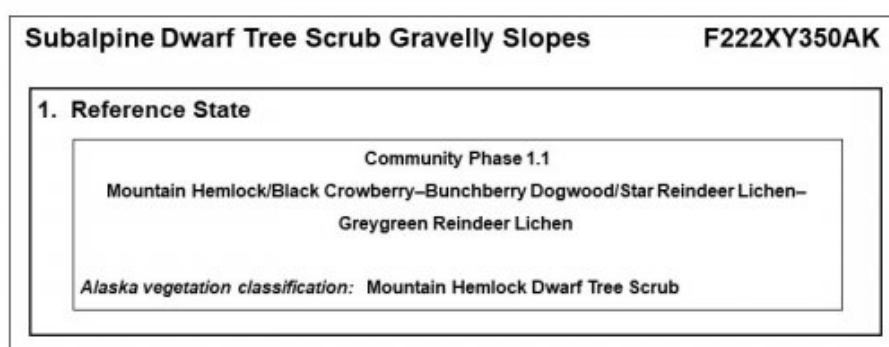 Subalpine Dwarf Tree Scrub Gravelly Slopes F222XY350AK
1. Reference State
Community Phase 1.1
Mountain Hemlock/Black Crowberry–Bunchberry Dogwood/Star Reindeer Lichen–
Greygreen Reindeer Lichen
Alaska vegetation classification: Mountain Hemlock Dwarf Tree Scrub